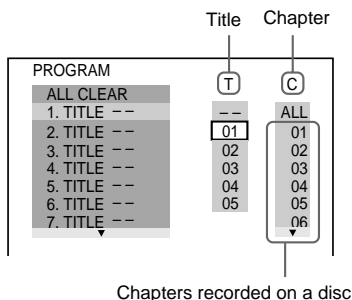 Title Chapter
PROGRAM
T C
ALL CLEAR
1. TITLE – – – – ALL
2. TITLE – – 01 01
3. TITLE – – 02 02
4. TITLE – – 03 03
5. TITLE – – 04 04
6. TITLE – – 05 05
7. TITLE – – 06
Chapters recorded on a disc